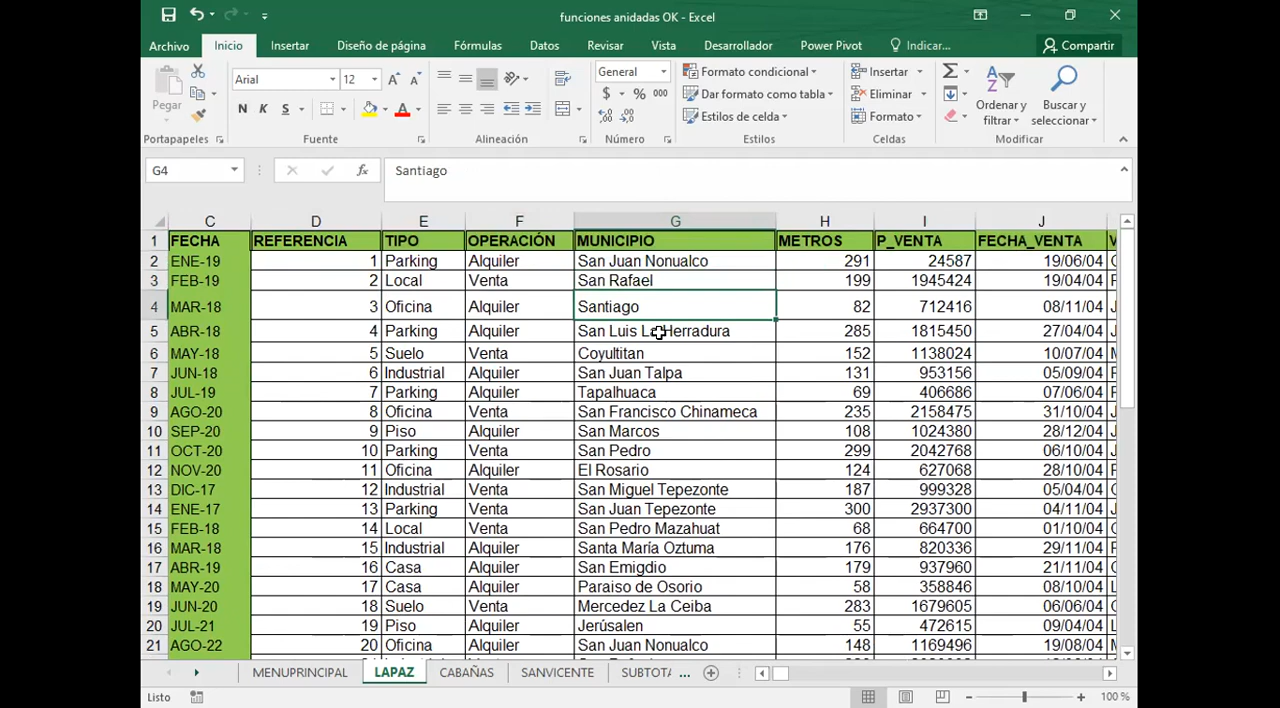 funciones anidadas OK - Excel
Archivo Inicio Insertar Diseño de página Fórmulas Datos Revisar Vista Desarrollador Power Pivot Indicar... Compartir
Pegar
Arial 12
N K S
A A
General
$ % 000
Formato condicional
Dar formato como tabla
Estilos de celda
Insertar
Eliminar
Formato
Ordenar y filtrar
Buscar y seleccionar
Portapapeles Fuente Alineación Número Estilos Celdas Modificar
G4 fx Santiago
C D E F G H I J
1 FECHA REFERENCIA TIPO OPERACIÓN MUNICIPIO METROS P_VENTA FECHA_VENTA V
2 ENE-19 1 Parking Alquiler San Juan Nonualco 291 24587 19/06/04
3 FEB-19 2 Local Venta San Rafael 199 1945424 19/04/04
4 MAR-18 3 Oficina Alquiler Santiago 82 712416 08/11/04
5 ABR-18 4 Parking Alquiler San Luis La Herradura 285 1815450 27/04/04
6 MAY-18 5 Suelo Venta Coyultitan 152 1138024 10/07/04
7 JUN-18 6 Industrial Alquiler San Juan Talpa 131 953156 05/09/04
8 JUL-19 7 Parking Alquiler Tapalhuaca 69 406686 07/06/04
9 AGO-20 8 Oficina Venta San Francisco Chinameca 235 2158475 31/10/04
10 SEP-20 9 Piso Alquiler San Marcos 108 1024380 28/12/04
11 OCT-20 10 Parking Venta San Pedro 299 2042768 06/10/04
12 NOV-20 11 Oficina Alquiler El Rosario 124 627068 28/10/04
13 DIC-17 12 Industrial Venta San Miguel Tepezonte 187 999328 05/04/04
14 ENE-17 13 Parking Alquiler San Juan Tepezonte 300 2937300 04/11/04
15 FEB-18 14 Local Venta San Pedro Mazahuat 68 664700 01/10/04
16 MAR-18 15 Industrial Alquiler Santa María Oztuma 176 820336 29/11/04
17 ABR-19 16 Casa Alquiler San Emigdio 179 937960 21/11/04
18 MAY-20 17 Casa Alquiler Paraiso de Osorio 58 358846 08/10/04
19 JUN-20 18 Suelo Venta Mercedez La Ceiba 283 1679605 06/06/04
20 JUL-21 19 Piso Alquiler Jerúsalen 55 472615 09/04/04
21 AGO-22 20 Oficina Alquiler San Juan Nonualco 148 1169496 19/08/04
MENUPRINCIPAL LAPAZ CABAÑAS SANVICENTE SUBTOTA ...
Listo 100 %